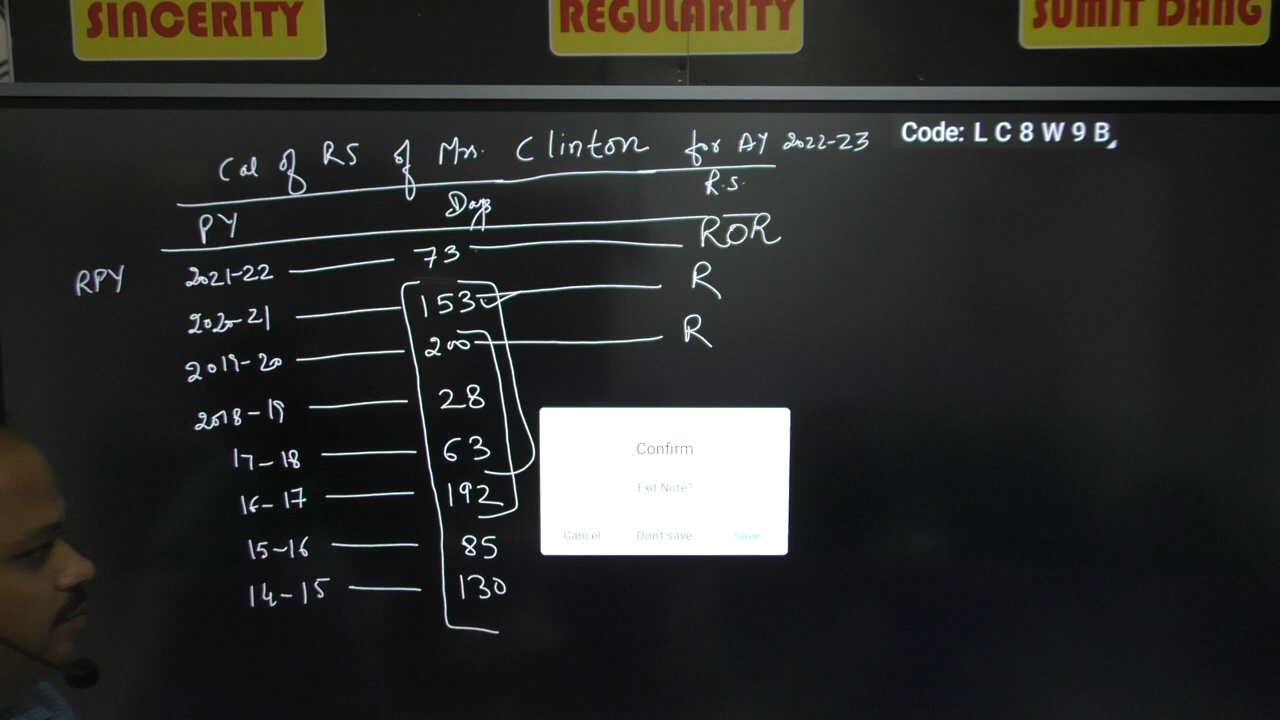 SINCERITY
REGULARITY
SUMIT DANG
Code: L C 8 W 9 B
Cal of RS of Mr. Clinton for AY 2022-23
PY Days R.S.
RPY 2021-22 — 73 — ROR
2020-21 — 153 — R
2019-20 — 200 — R
2018-19 — 28
17-18 — 63
16-17 — 192
15-16 — 85
14-15 — 130
Confirm
Exit Note?
Cancel Don't save Save